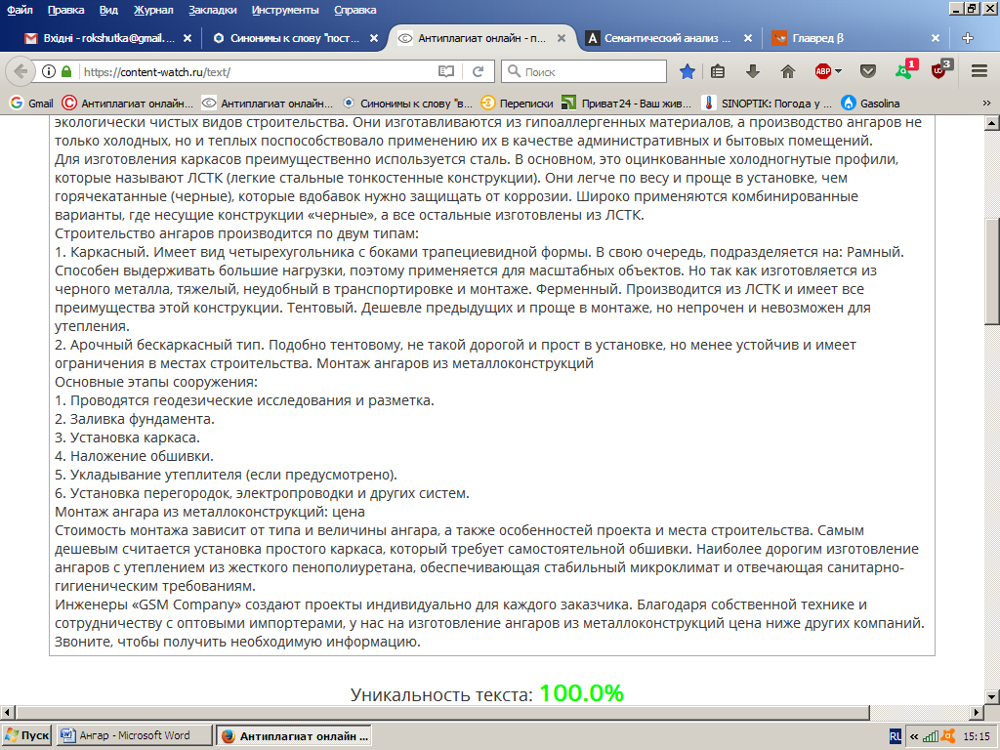 Файл Правка Вид Журнал Закладки Инструменты Справка
Вхідні - rokshutka@gmail.... Синонимы к слову "пост... Антиплагиат онлайн - п... Семантический анализ ... Главред β
https://content-watch.ru/text/ Поиск ABP 1 3
Gmail Антиплагиат онлайн... Антиплагиат онлайн... Синонимы к слову "в... Переписки Приват24 - Ваш жив... SINOPTIK: Погода у ... Gasolina »
экологически чистых видов строительства. Они изготавливаются из гипоаллергенных материалов, а производство ангаров не
только холодных, но и теплых поспособствовало применению их в качестве административных и бытовых помещений.
Для изготовления каркасов преимущественно используется сталь. В основном, это оцинкованные холодногнутые профили,
которые называют ЛСТК (легкие стальные тонкостенные конструкции). Они легче по весу и проще в установке, чем
горячекатанные (черные), которые вдобавок нужно защищать от коррозии. Широко применяются комбинированные
варианты, где несущие конструкции «черные», а все остальные изготовлены из ЛСТК.
Строительство ангаров производится по двум типам:
1. Каркасный. Имеет вид четырехугольника с боками трапециевидной формы. В свою очередь, подразделяется на: Рамный.
Способен выдерживать большие нагрузки, поэтому применяется для масштабных объектов. Но так как изготовляется из
черного металла, тяжелый, неудобный в транспортировке и монтаже. Ферменный. Производится из ЛСТК и имеет все
преимущества этой конструкции. Тентовый. Дешевле предыдущих и проще в монтаже, но непрочен и невозможен для
утепления.
2. Арочный бескаркасный тип. Подобно тентовому, не такой дорогой и прост в установке, но менее устойчив и имеет
ограничения в местах строительства. Монтаж ангаров из металлоконструкций
Основные этапы сооружения:
1. Проводятся геодезические исследования и разметка.
2. Заливка фундамента.
3. Установка каркаса.
4. Наложение обшивки.
5. Укладывание утеплителя (если предусмотрено).
6. Установка перегородок, электропроводки и других систем.
Монтаж ангара из металлоконструкций: цена
Стоимость монтажа зависит от типа и величины ангара, а также особенностей проекта и места строительства. Самым
дешевым считается установка простого каркаса, который требует самостоятельной обшивки. Наиболее дорогим изготовление
ангаров с утеплением из жесткого пенополиуретана, обеспечивающая стабильный микроклимат и отвечающая санитарно-
гигиеническим требованиям.
Инженеры «GSM Company» создают проекты индивидуально для каждого заказчика. Благодаря собственной технике и
сотрудничеству с оптовыми импортерами, у нас на изготовление ангаров из металлоконструкций цена ниже других компаний.
Звоните, чтобы получить необходимую информацию.
Уникальность текста: 100.0%
Пуск Ангар - Microsoft Word Антиплагиат онлайн ... RU « 15:15